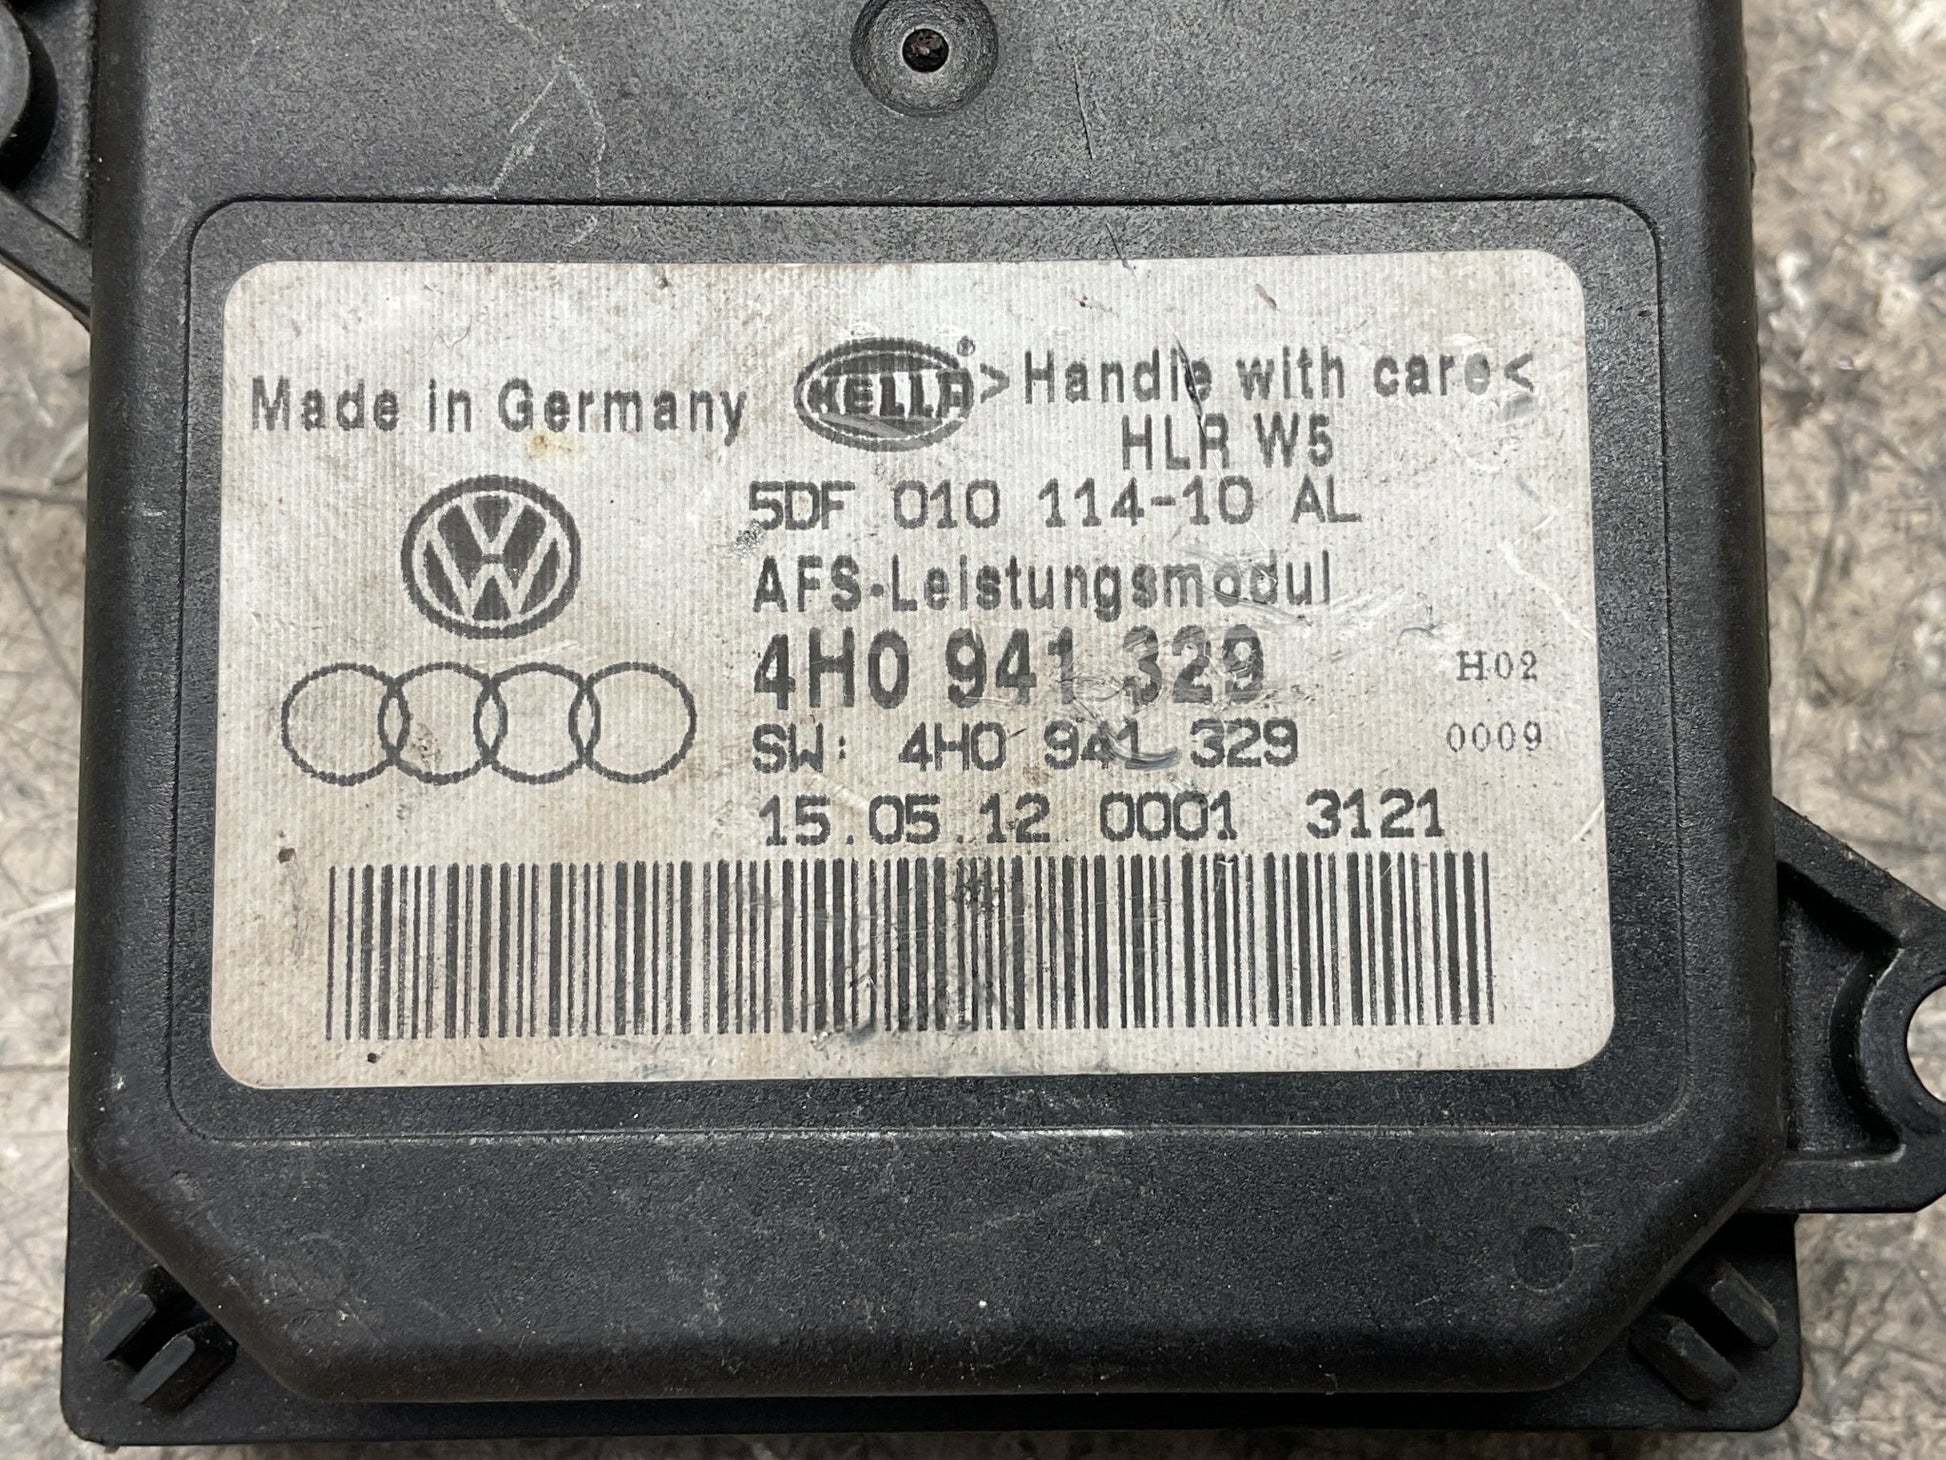 Made in Germany HELLA® >Handle with care<
HLR W5
5DF 010 114-10 AL
AFS-Leistungsmodul
4H0 941 329 H02
SW: 4H0 941 329 0009
15.05.12 0001 3121